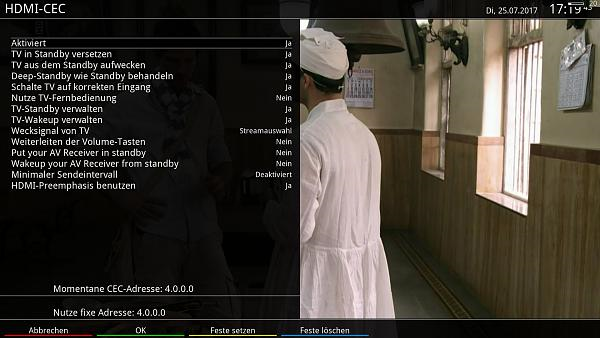 HDMI-CEC
Di, 25.07.2017 17:19
Aktiviert Ja
TV in Standby versetzen Ja
TV aus dem Standby aufwecken Ja
Deep-Standby wie Standby behandeln Ja
Schalte TV auf korrekten Eingang Ja
Nutze TV-Fernbedienung Nein
TV-Standby verwalten Ja
TV-Wakeup verwalten Ja
Wecksignal von TV Streamauswahl
Weiterleiten der Volume-Tasten Nein
Put your AV Receiver in standby Nein
Wakeup your AV Receiver from standby Nein
Minimaler Sendeintervall Deaktiviert
HDMI-Preemphasis benutzen Ja
Momentane CEC-Adresse: 4.0.0.0
Nutze fixe Adresse: 4.0.0.0
Abbrechen OK Feste setzen Feste löschen